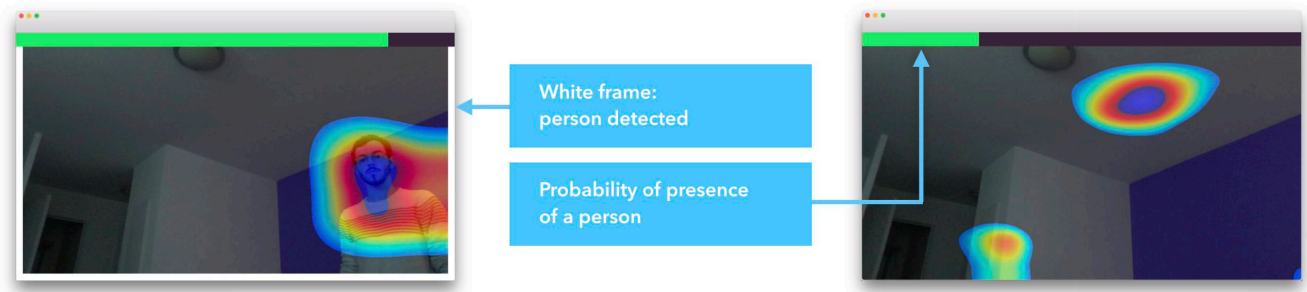 White frame:
person detected
Probability of presence
of a person